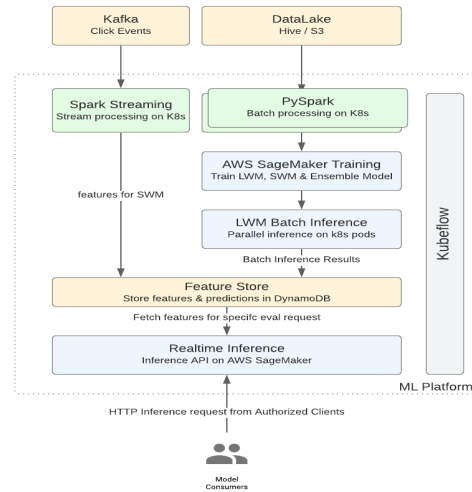 Kafka
Click Events
DataLake
Hive / S3
Spark Streaming
Stream processing on K8s
PySpark
Batch processing on K8s
AWS SageMaker Training
Train LWM, SWM & Ensemble Model
features for SWM
LWM Batch Inference
Parallel inference on k8s pods
Kubeflow
Batch Inference Results
Feature Store
Store features & predictions in DynamoDB
Fetch features for specifc eval request
Realtime Inference
Inference API on AWS SageMaker
ML Platform
HTTP Inference request from Authorized Clients
Model
Consumers